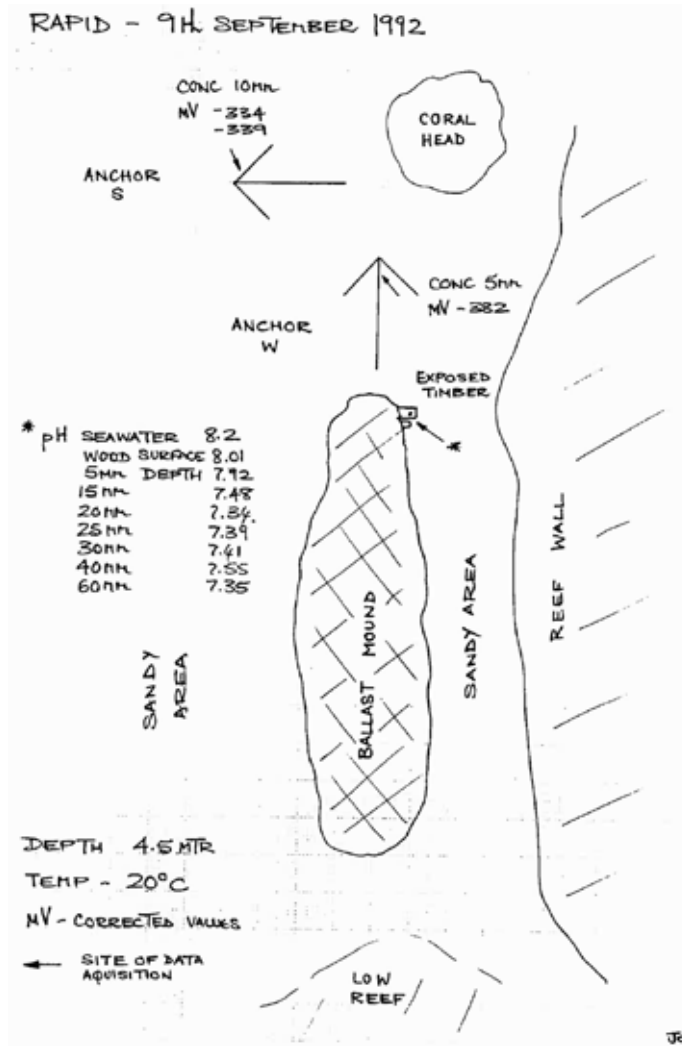 RAPID - 9TH SEPTEMBER 1992
CONC 10mm
MV -334
-339
CORAL
HEAD
ANCHOR
S
CONC 5mm
MV -382
ANCHOR
W
EXPOSED
TIMBER
* pH SEAWATER 8.2
WOOD SURFACE 8.01
5mm DEPTH 7.92
15mm 7.48
20mm 7.34
25mm 7.39
30mm 7.41
40mm 7.55
60mm 7.35
*
SANDY
AREA
BALLAST MOUND
SANDY AREA
REEF WALL
DEPTH 4.5 MTR
TEMP - 20°C
MV - CORRECTED VALUES
SITE OF DATA
AQUISITION
LOW
REEF